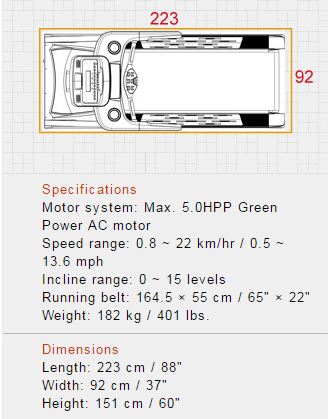 223
92
Specifications
Motor system: Max. 5.0HPP Green
Power AC motor
Speed range: 0.8 ~ 22 km/hr / 0.5 ~
13.6 mph
Incline range: 0 ~ 15 levels
Running belt: 164.5 × 55 cm / 65" × 22"
Weight: 182 kg / 401 lbs.
Dimensions
Length: 223 cm / 88"
Width: 92 cm / 37"
Height: 151 cm / 60"